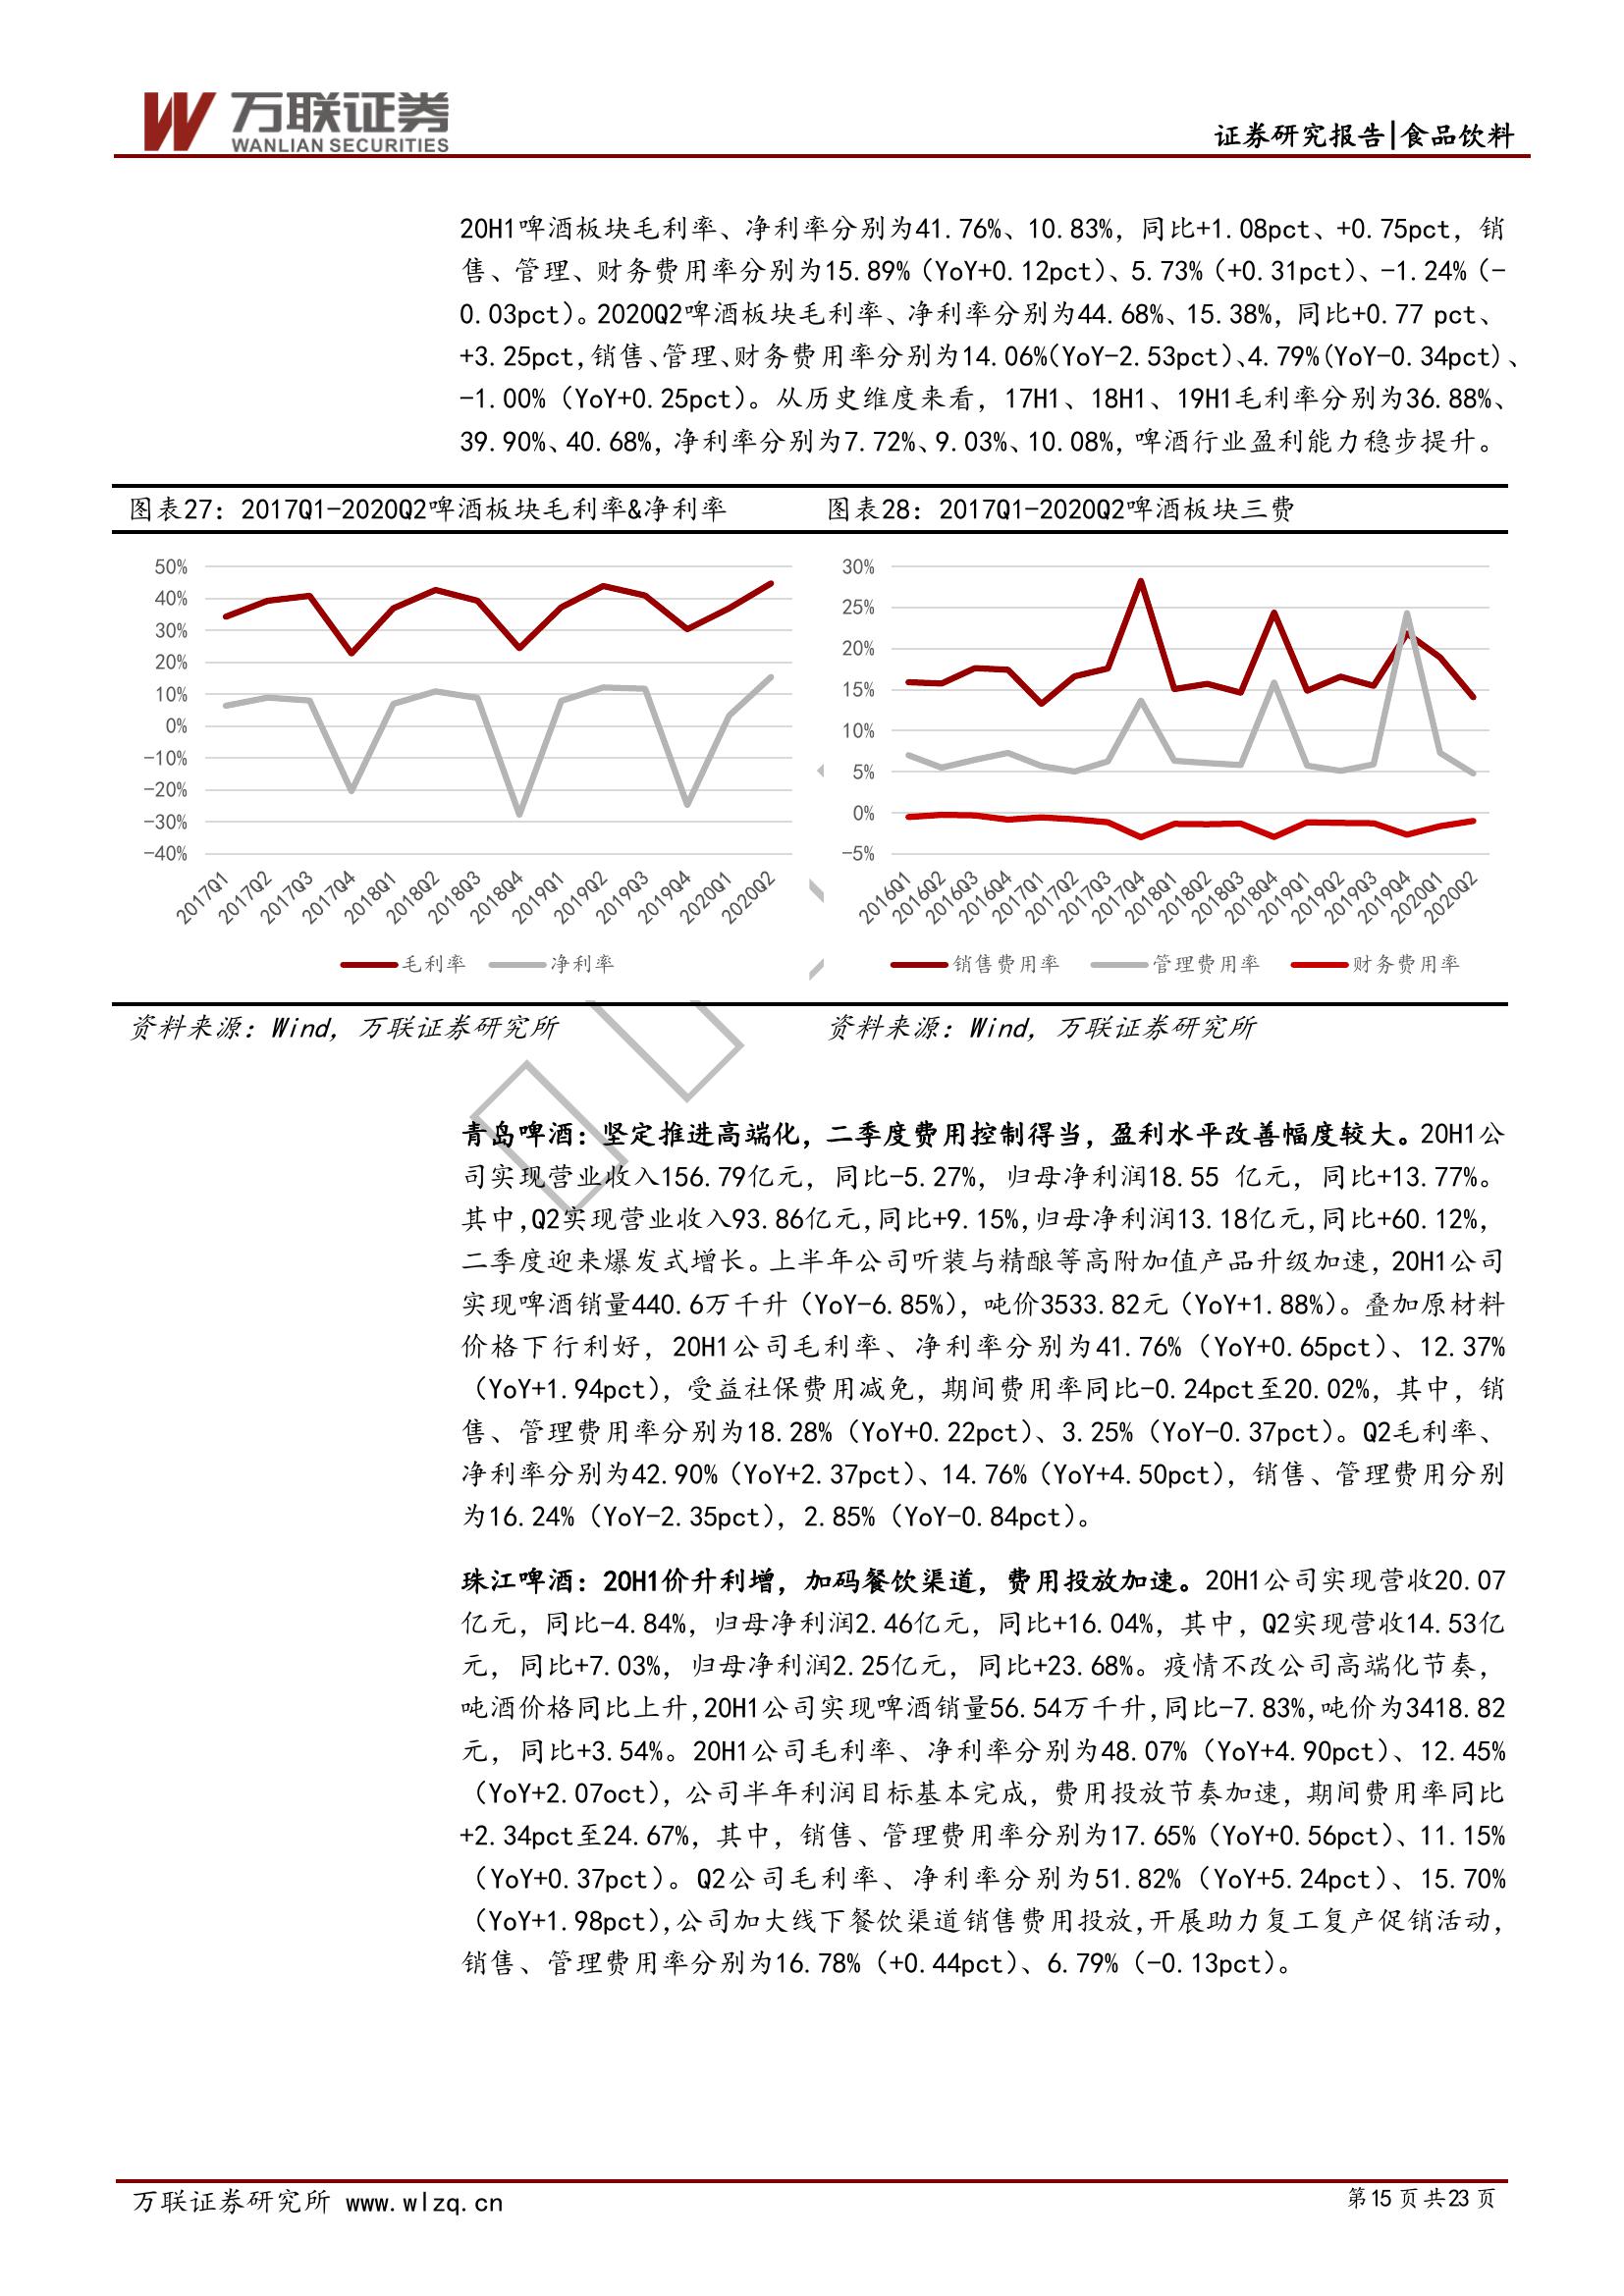 万联证券
WANLIAN SECURITIES
证券研究报告|食品饮料
20H1啤酒板块毛利率、净利率分别为41.76%、10.83%，同比+1.08pct、+0.75pct，销
售、管理、财务费用率分别为15.89%（YoY+0.12pct）、5.73%（+0.31pct）、-1.24%（-
0.03pct）。2020Q2啤酒板块毛利率、净利率分别为44.68%、15.38%，同比+0.77 pct、
+3.25pct，销售、管理、财务费用率分别为14.06%（YoY-2.53pct）、4.79%（YoY-0.34pct）、
-1.00%（YoY+0.25pct）。从历史维度来看，17H1、18H1、19H1毛利率分别为36.88%、
39.90%、40.68%，净利率分别为7.72%、9.03%、10.08%，啤酒行业盈利能力稳步提升。
图表27：2017Q1-2020Q2啤酒板块毛利率&净利率
50%
40%
30%
20%
10%
0%
-10%
-20%
-30%
-40%
2017Q1 2017Q2 2017Q3 2017Q4 2018Q1 2018Q2 2018Q3 2018Q4 2019Q1 2019Q2 2019Q3 2019Q4 2020Q1 2020Q2
毛利率 净利率
资料来源：Wind，万联证券研究所
图表28：2017Q1-2020Q2啤酒板块三费
30%
25%
20%
15%
10%
5%
0%
-5%
2016Q1 2016Q2 2016Q3 2016Q4 2017Q1 2017Q2 2017Q3 2017Q4 2018Q1 2018Q2 2018Q3 2018Q4 2019Q1 2019Q2 2019Q3 2019Q4 2020Q1 2020Q2
销售费用率 管理费用率 财务费用率
资料来源：Wind，万联证券研究所
青岛啤酒：坚定推进高端化，二季度费用控制得当，盈利水平改善幅度较大。20H1公
司实现营业收入156.79亿元，同比-5.27%，归母净利润18.55 亿元，同比+13.77%。
其中，Q2实现营业收入93.86亿元，同比+9.15%，归母净利润13.18亿元，同比+60.12%，
二季度迎来爆发式增长。上半年公司听装与精酿等高附加值产品升级加速，20H1公司
实现啤酒销量440.6万千升（YoY-6.85%），吨价3533.82元（YoY+1.88%）。叠加原材料
价格下行利好，20H1公司毛利率、净利率分别为41.76%（YoY+0.65pct）、12.37%
（YoY+1.94pct），受益社保费用减免，期间费用率同比-0.24pct至20.02%，其中，销
售、管理费用率分别为18.28%（YoY+0.22pct）、3.25%（YoY-0.37pct）。Q2毛利率、
净利率分别为42.90%（YoY+2.37pct）、14.76%（YoY+4.50pct），销售、管理费用分别
为16.24%（YoY-2.35pct），2.85%（YoY-0.84pct）。
珠江啤酒：20H1价升利增，加码餐饮渠道，费用投放加速。20H1公司实现营收20.07
亿元，同比-4.84%，归母净利润2.46亿元，同比+16.04%，其中，Q2实现营收14.53亿
元，同比+7.03%，归母净利润2.25亿元，同比+23.68%。疫情不改公司高端化节奏，
吨酒价格同比上升，20H1公司实现啤酒销量56.54万千升，同比-7.83%，吨价为3418.82
元，同比+3.54%。20H1公司毛利率、净利率分别为48.07%（YoY+4.90pct）、12.45%
（YoY+2.07oct），公司半年利润目标基本完成，费用投放节奏加速，期间费用率同比
+2.34pct至24.67%，其中，销售、管理费用率分别为17.65%（YoY+0.56pct）、11.15%
（YoY+0.37pct）。Q2公司毛利率、净利率分别为51.82%（YoY+5.24pct）、15.70%
（YoY+1.98pct），公司加大线下餐饮渠道销售费用投放，开展助力复工复产促销活动，
销售、管理费用率分别为16.78%（+0.44pct）、6.79%（-0.13pct）。
万联证券研究所 www.wlzq.cn
第15 页 共23 页